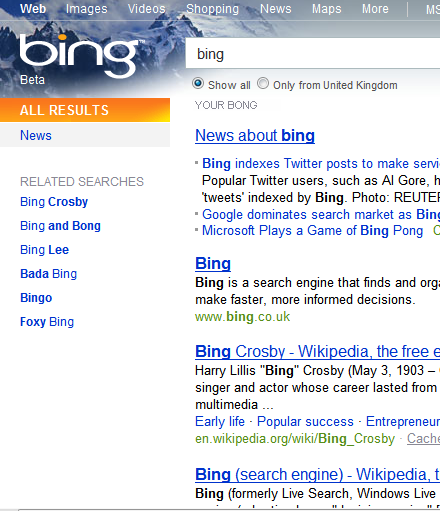 Web Images Videos Shopping News Maps More | MS
bing
Beta
bing
Show all Only from United Kingdom
YOUR BONG
ALL RESULTS
News
RELATED SEARCHES
Bing Crosby
Bing and Bong
Bing Lee
Bada Bing
Bingo
Foxy Bing
News about bing
Bing indexes Twitter posts to make servi
Popular Twitter users, such as Al Gore, h
'tweets' indexed by Bing. Photo: REUTER
Google dominates search market as Bing
Microsoft Plays a Game of Bing Pong
Bing
Bing is a search engine that finds and orga
make faster, more informed decisions.
www.bing.co.uk
Bing Crosby - Wikipedia, the free e
Harry Lillis "Bing" Crosby (May 3, 1903 –
singer and actor whose career lasted from
multimedia ...
Early life · Popular success · Entrepreneur
en.wikipedia.org/wiki/Bing_Crosby · Cache
Bing (search engine) - Wikipedia, t
Bing (formerly Live Search, Windows Live